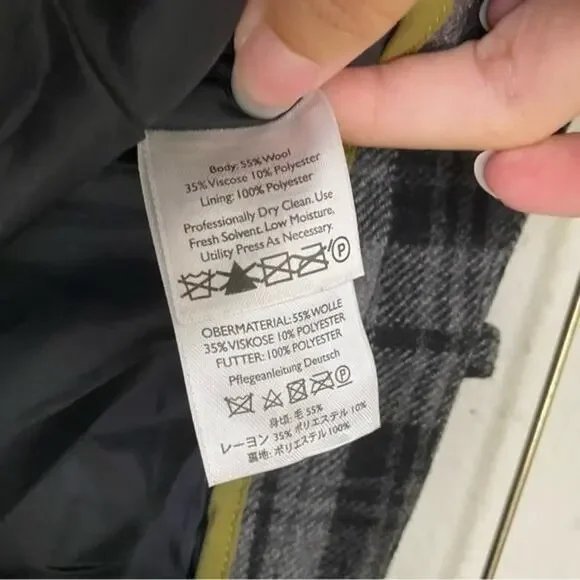 Body: 55% Wool
35% Viscose 10% Polyester
Lining: 100% Polyester
Professionally Dry Clean. Use
Fresh Solvent. Low Moisture,
Utility Press As Necessary.
P
OBERMATERIAL: 55% WOLLE
35% VISKOSE 10% POLYESTER
FUTTER: 100% POLYESTER
Pflegeanleitung Deutsch
P
身頃: 毛 55%
レーヨン 35% ポリエステル 10%
裏地: ポリエステル 100%